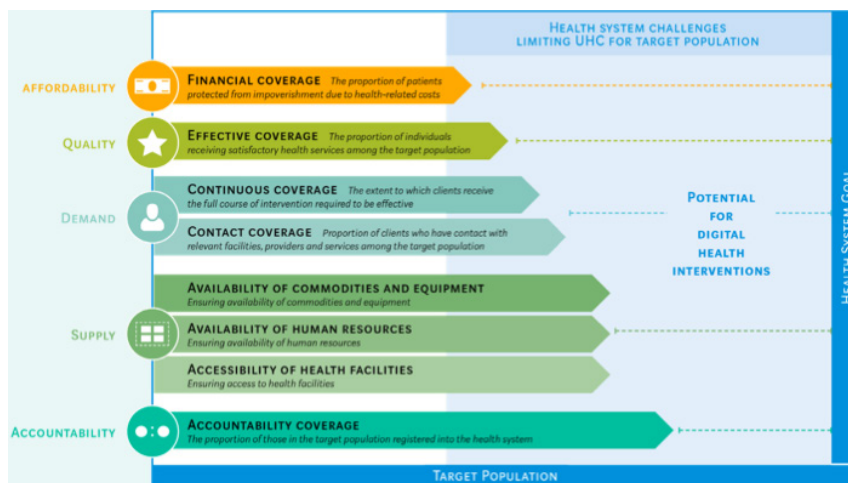 HEALTH SYSTEM CHALLENGES
LIMITING UHC FOR TARGET POPULATION
AFFORDABILITY
FINANCIAL COVERAGE The proportion of patients
protected from impoverishment due to health-related costs
QUALITY
EFFECTIVE COVERAGE The proportion of individuals
receiving satisfactory health services among the target population
DEMAND
CONTINUOUS COVERAGE The extent to which clients receive
the full course of intervention required to be effective
CONTACT COVERAGE Proportion of clients who have contact with
relevant facilities, providers and services among the target population
POTENTIAL
FOR
DIGITAL
HEALTH
INTERVENTIONS
SUPPLY
AVAILABILITY OF COMMODITIES AND EQUIPMENT
Ensuring availability of commodities and equipment
AVAILABILITY OF HUMAN RESOURCES
Ensuring availability of human resources
ACCESSIBILITY OF HEALTH FACILITIES
Ensuring access to health facilities
ACCOUNTABILITY
ACCOUNTABILITY COVERAGE
The proportion of those in the target population registered into the health system
TARGET POPULATION
HEALTH SYSTEM GOAL